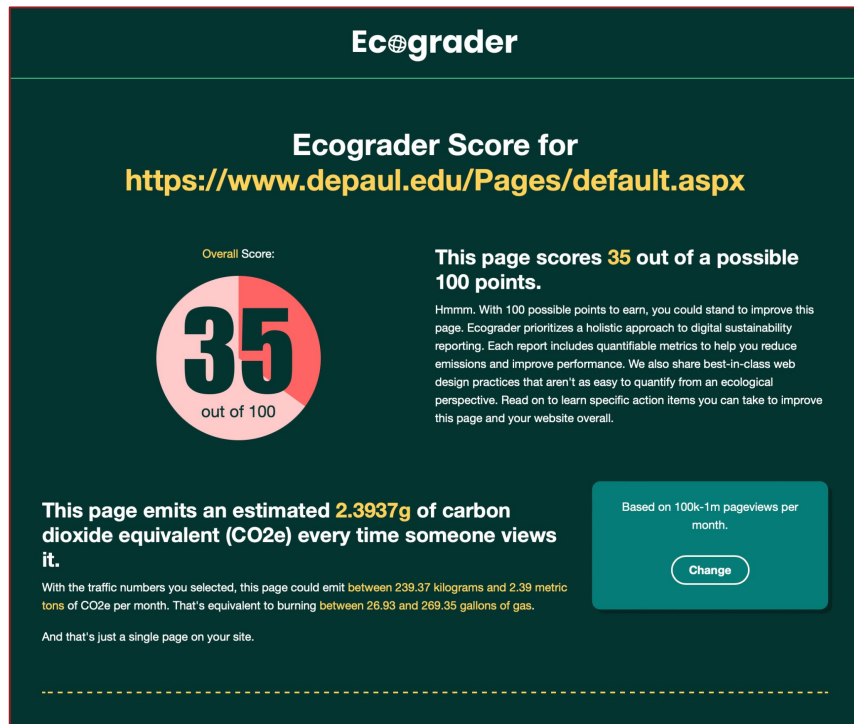 Ecograder
Ecograder Score for
https://www.depaul.edu/Pages/default.aspx
Overall Score:
35
out of 100
This page scores 35 out of a possible
100 points.
Hmmm. With 100 possible points to earn, you could stand to improve this
page. Ecograder prioritizes a holistic approach to digital sustainability
reporting. Each report includes quantifiable metrics to help you reduce
emissions and improve performance. We also share best-in-class web
design practices that aren't as easy to quantify from an ecological
perspective. Read on to learn specific action items you can take to improve
this page and your website overall.
This page emits an estimated 2.3937g of carbon
dioxide equivalent (CO2e) every time someone views
it.
With the traffic numbers you selected, this page could emit between 239.37 kilograms and 2.39 metric
tons of CO2e per month. That's equivalent to burning between 26.93 and 269.35 gallons of gas.
And that's just a single page on your site.
Based on 100k-1m pageviews per
month.
Change